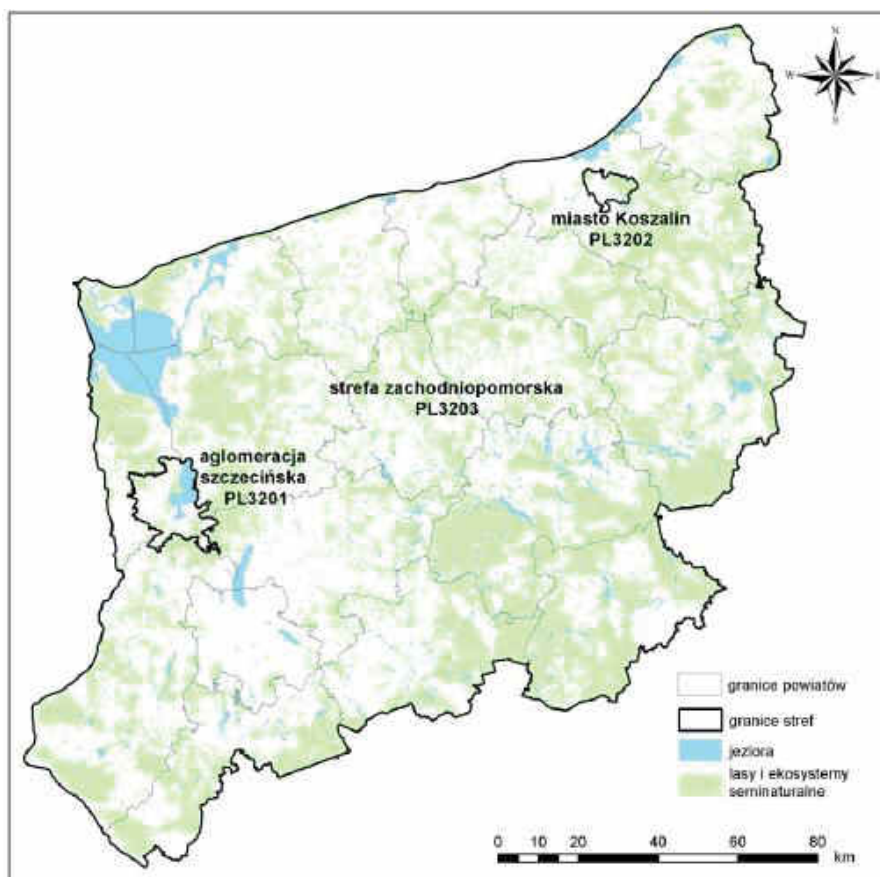 N
W
E
S
miasto Koszalin
PL3202
strefa zachodniopomorska
PL3203
aglomeracja
szczecińska
PL3201
granice powiatów
granice stref
jeziora
lasy i ekosystemy
seminaturalne
0 10 20 40 60 80
km